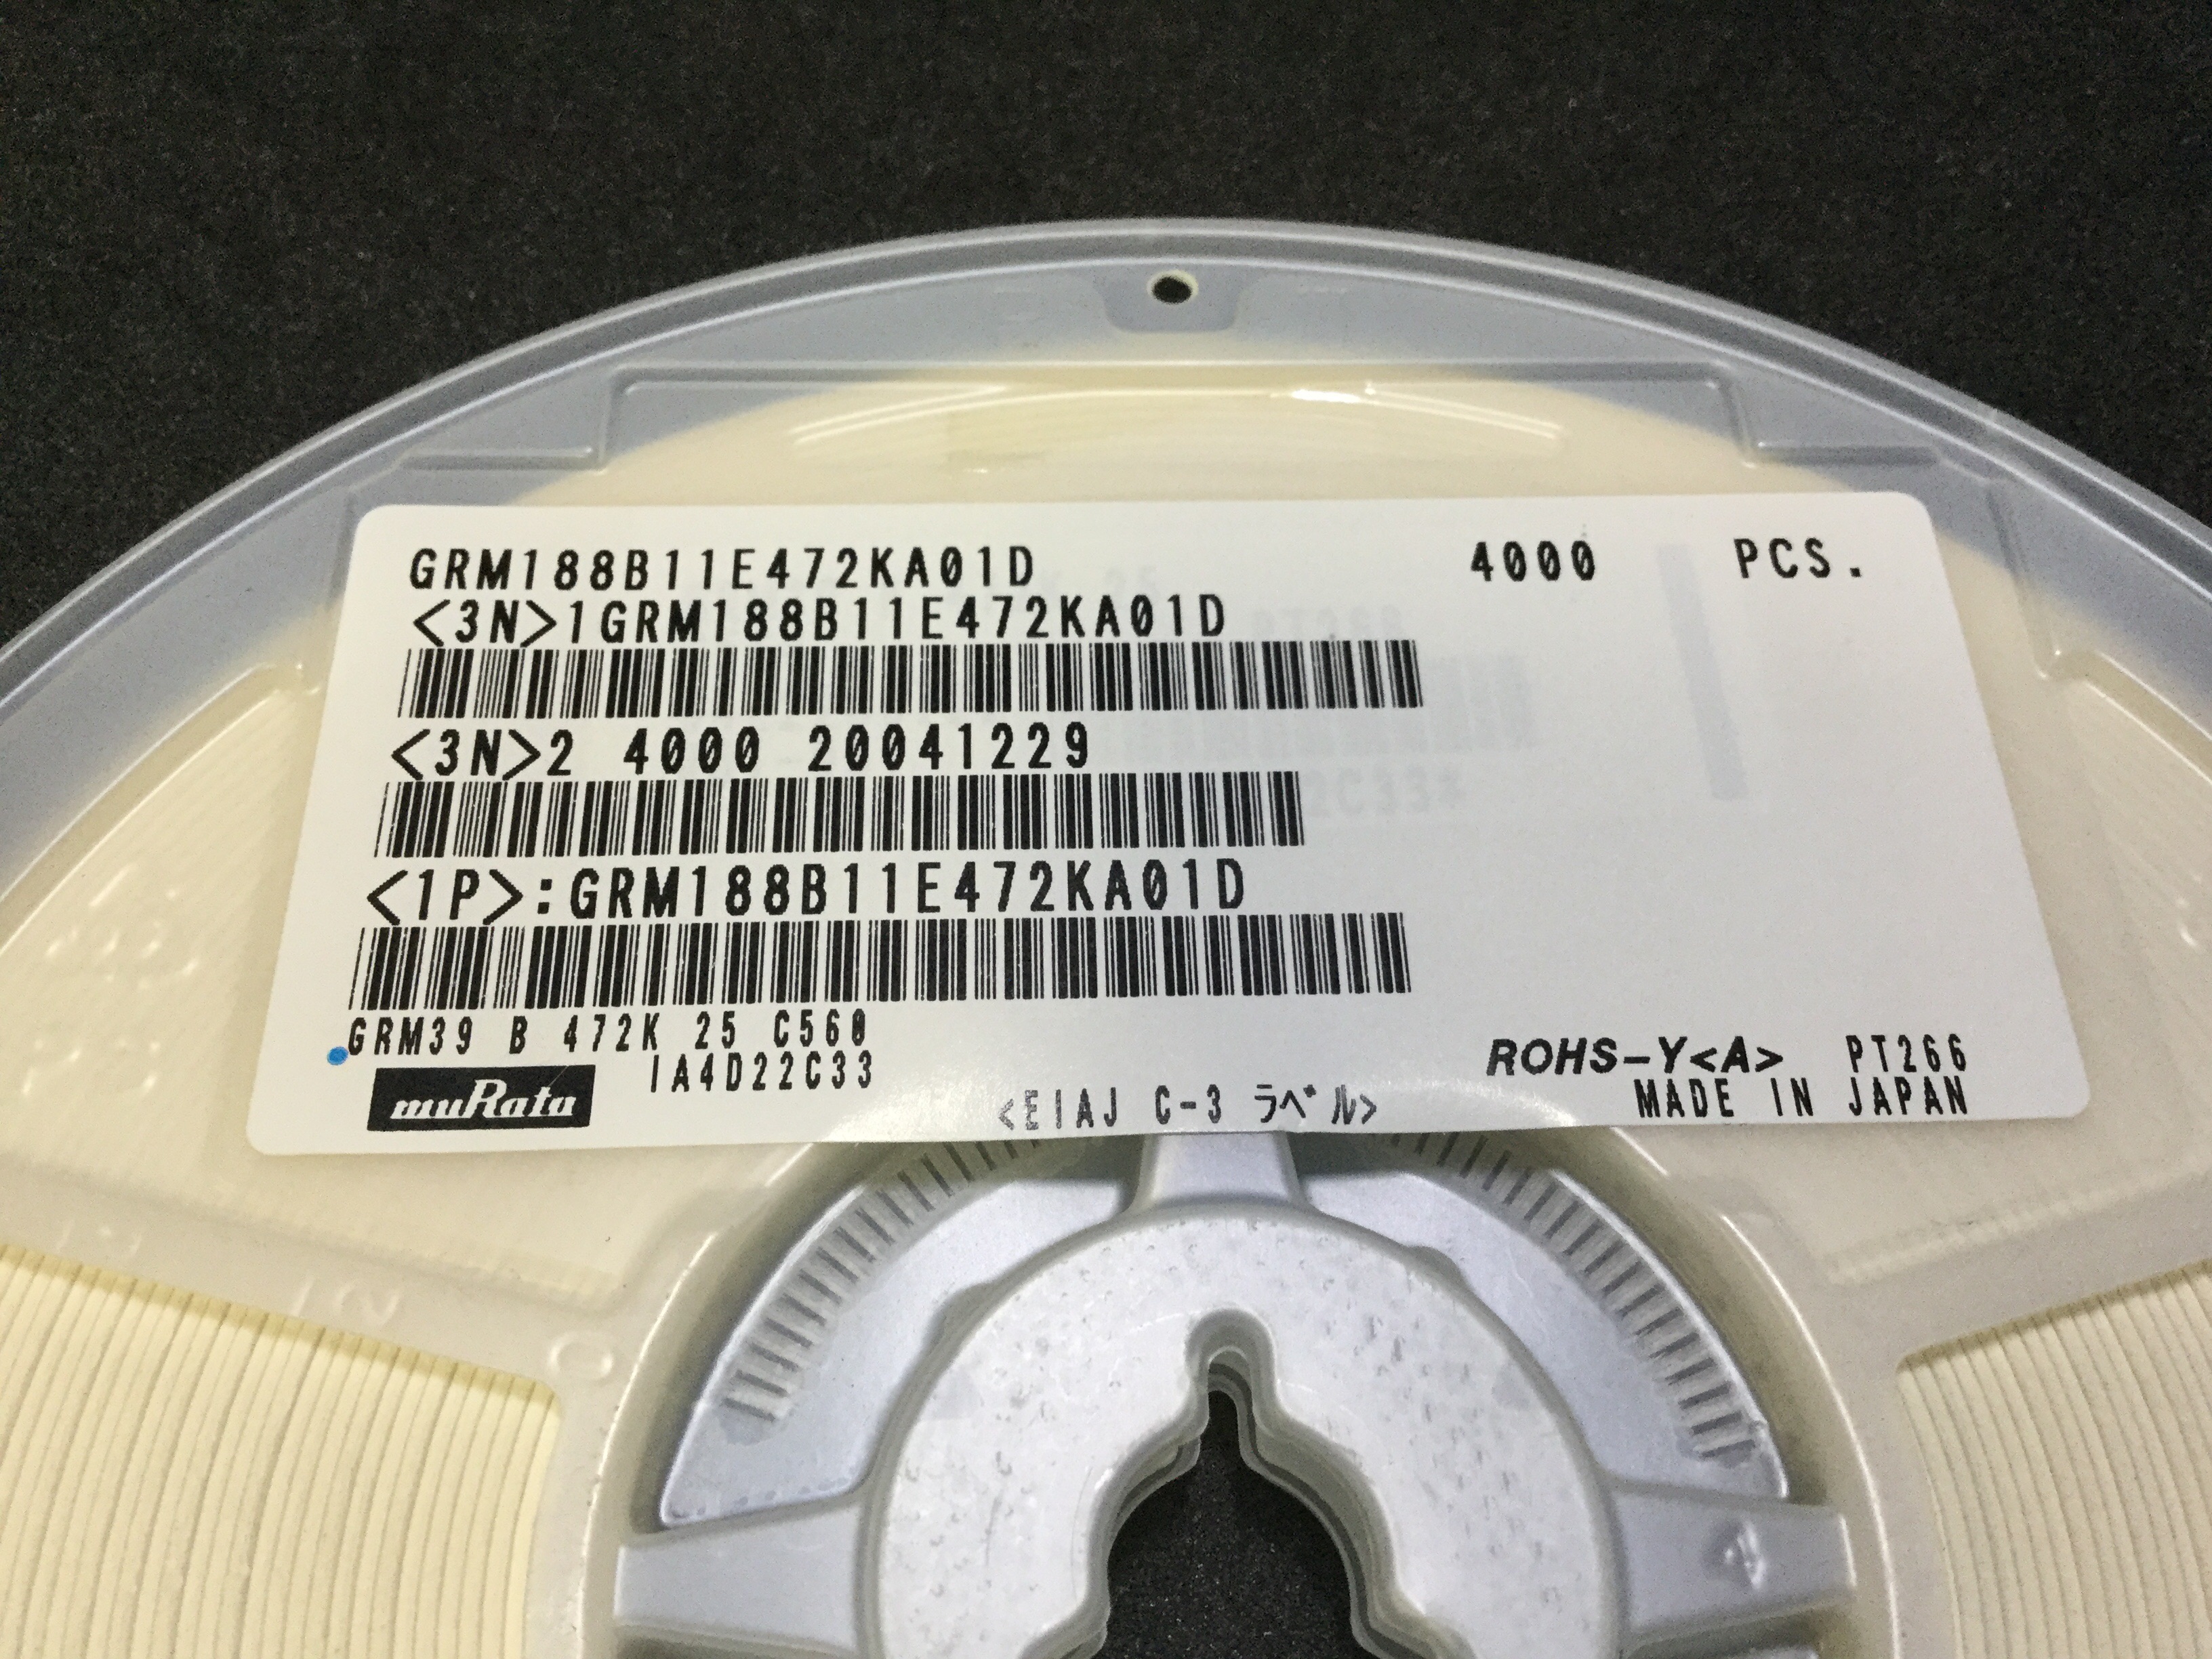 GRM188B11E472KA01D 4000 PCS.
<3N>1GRM188B11E472KA01D
<3N>2 4000 20041229
<1P>:GRM188B11E472KA01D
GRM39 B 472K 25 C560
IA4D22C33
muRata
<EIAJ C-3 ラベル>
ROHS-Y<A> PT266
MADE IN JAPAN